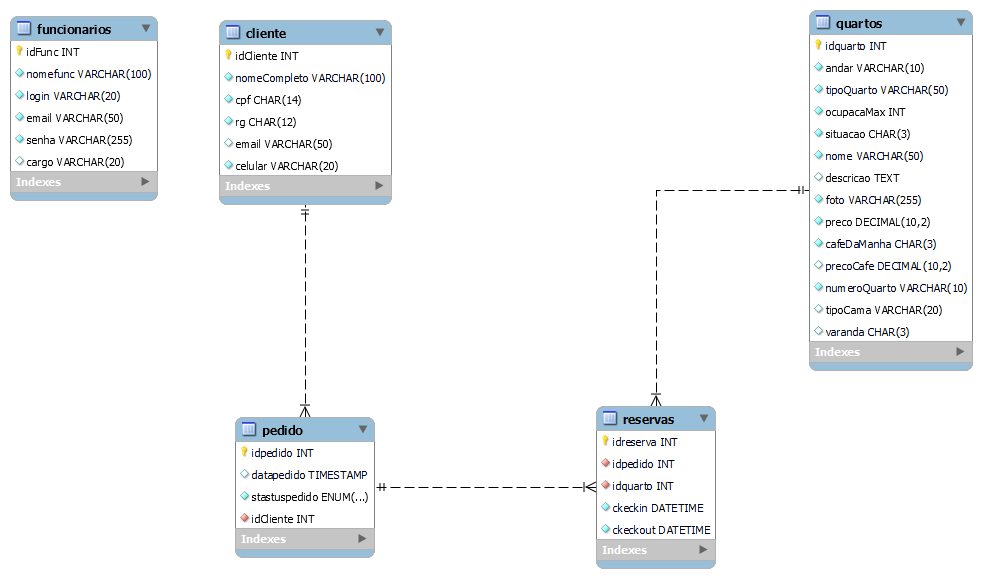 funcionarios
idFunc INT
nomefunc VARCHAR(100)
login VARCHAR(20)
email VARCHAR(50)
senha VARCHAR(255)
cargo VARCHAR(20)
Indexes
cliente
idCliente INT
nomeCompleto VARCHAR(100)
cpf CHAR(14)
rg CHAR(12)
email VARCHAR(50)
celular VARCHAR(20)
Indexes
quartos
idquarto INT
andar VARCHAR(10)
tipoQuarto VARCHAR(50)
ocupacaMax INT
situacao CHAR(3)
nome VARCHAR(50)
descricao TEXT
foto VARCHAR(255)
preco DECIMAL(10,2)
cafeDaManha CHAR(3)
precoCafe DECIMAL(10,2)
numeroQuarto VARCHAR(10)
tipoCama VARCHAR(20)
varanda CHAR(3)
Indexes
pedido
idpedido INT
datapedido TIMESTAMP
stastuspedido ENUM(...)
idCliente INT
Indexes
reservas
idreserva INT
idpedido INT
idquarto INT
ckeckin DATETIME
ckeckout DATETIME
Indexes